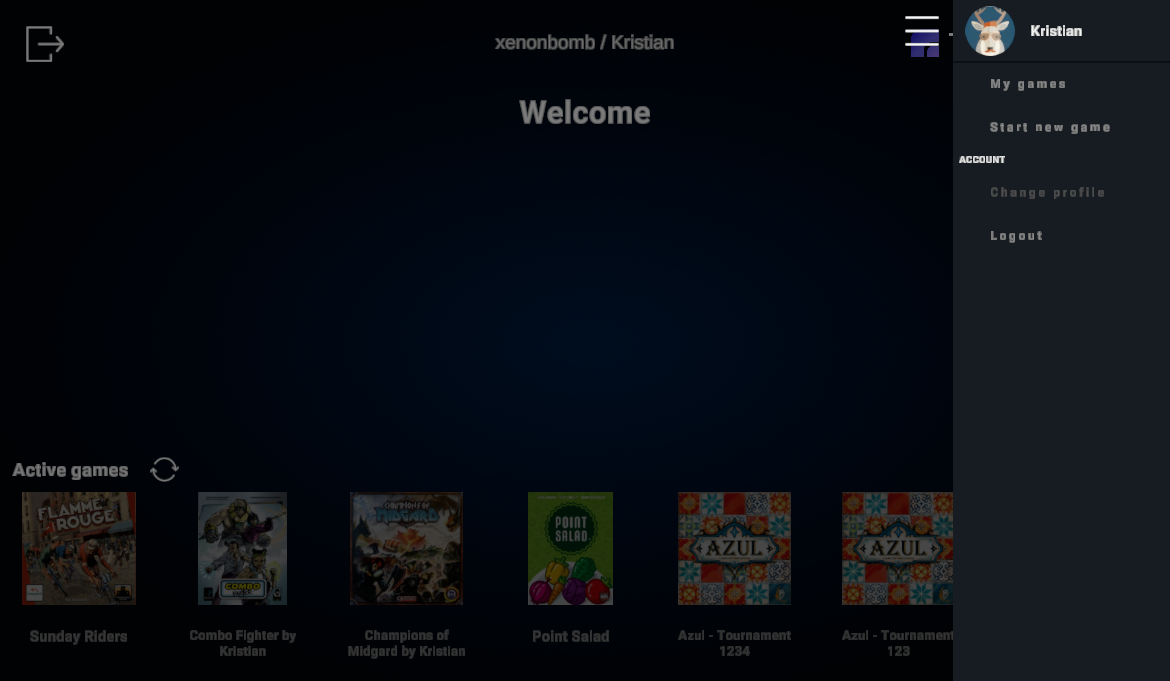 xenonbomb / Kristian
Welcome
Kristian
My games
Start new game
ACCOUNT
Change profile
Logout
Active games
FLAMME
ROUGE
COMBO
CHAMPIONS OF
MIDGARD
POINT
SALAD
AZUL
AZUL
Sunday Riders
Combo Fighter by
Kristian
Champions of
Midgard by Kristian
Point Salad
Azul - Tournament
1234
Azul - Tournament
123